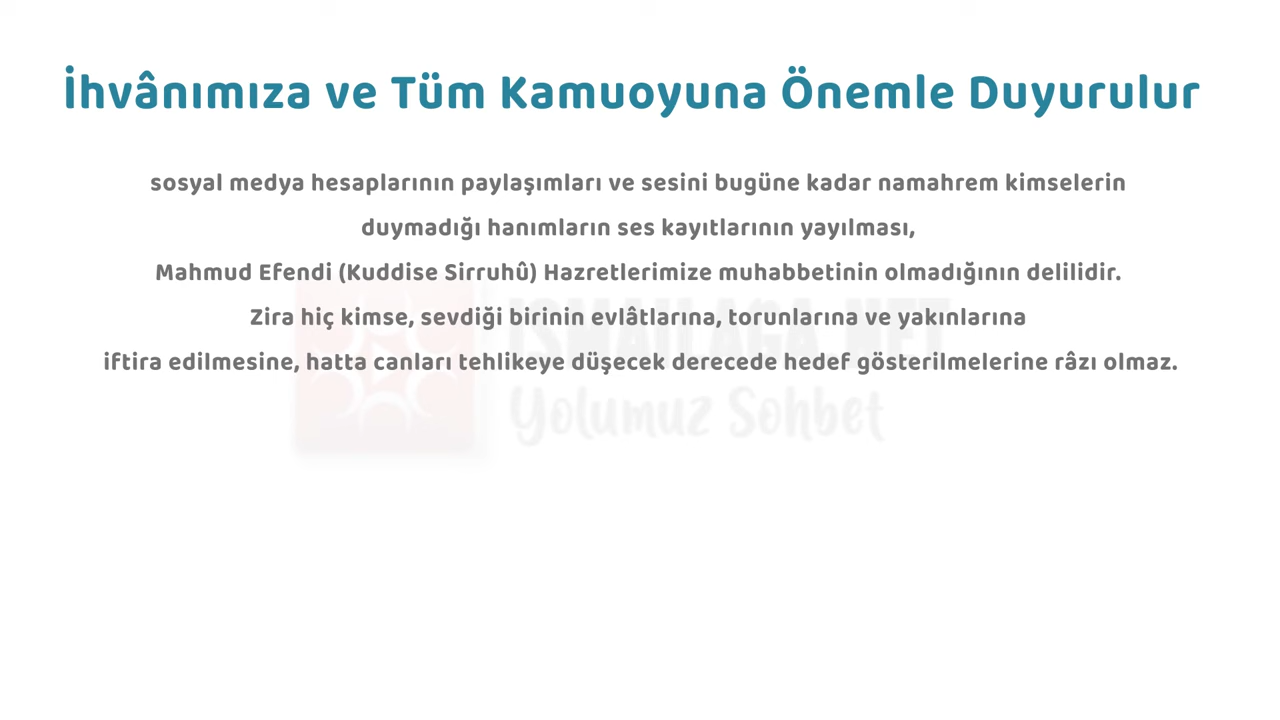 İhvânımıza ve Tüm Kamuoyuna Önemle Duyurulur
sosyal medya hesaplarının paylaşımları ve sesini bugüne kadar namahrem kimselerin
duymadığı hanımların ses kayıtlarının yayılması,
Mahmud Efendi (Kuddise Sirruhû) Hazretlerimize muhabbetinin olmadığının delilidir.
Zira hiç kimse, sevdiği birinin evlâtlarına, torunlarına ve yakınlarına
iftira edilmesine, hatta canları tehlikeye düşecek derecede hedef gösterilmelerine râzı olmaz.
ISMAILAGA.NET
Yolumuz Sohbet